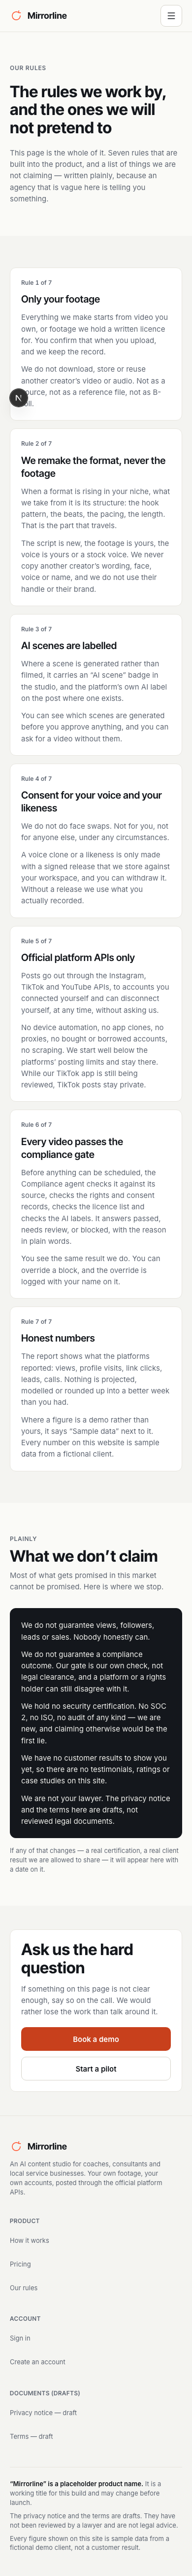 Mirrorline
OUR RULES
The rules we work by,
and the ones we will
not pretend to
This page is the whole of it. Seven rules that are
built into the product, and a list of things we are
not claiming — written plainly, because an
agency that is vague here is telling you
something.
Rule 1 of 7
Only your footage
Everything we make starts from video you
own, or footage we hold a written licence
for. You confirm that when you upload,
and we keep the record.
We do not download, store or reuse
another creator’s video or audio. Not as a
source, not as a reference file, not as B-
N
Rule 2 of 7
We remake the format, never the
footage
When a format is rising in your niche, what
we take from it is its structure: the hook
pattern, the beats, the pacing, the length.
That is the part that travels.
The script is new, the footage is yours, the
voice is yours or a stock voice. We never
copy another creator’s wording, face,
voice or name, and we do not use their
handle or their brand.
Rule 3 of 7
AI scenes are labelled
Where a scene is generated rather than
filmed, it carries an “AI scene” badge in
the studio, and the platform’s own AI label
on the post where one exists.
You can see which scenes are generated
before you approve anything, and you can
ask for a video without them.
Rule 4 of 7
Consent for your voice and your
likeness
We do not do face swaps. Not for you, not
for anyone else, under any circumstances.
A voice clone or a likeness is only made
with a signed release that we store against
your workspace, and you can withdraw it.
Without a release we use what you
actually recorded.
Rule 5 of 7
Official platform APIs only
Posts go out through the Instagram,
TikTok and YouTube APIs, to accounts you
connected yourself and can disconnect
yourself, at any time, without asking us.
No device automation, no app clones, no
proxies, no bought or borrowed accounts,
no scraping. We start well below the
platforms’ posting limits and stay there.
While our TikTok app is still being
reviewed, TikTok posts stay private.
Rule 6 of 7
Every video passes the
compliance gate
Before anything can be scheduled, the
Compliance agent checks it against its
source, checks the rights and consent
records, checks the licence list and
checks the AI labels. It answers passed,
needs review, or blocked, with the reason
in plain words.
You see the same result we do. You can
override a block, and the override is
logged with your name on it.
Rule 7 of 7
Honest numbers
The report shows what the platforms
reported: views, profile visits, link clicks,
leads, calls. Nothing is projected,
modelled or rounded up into a better week
than you had.
Where a figure is a demo rather than
yours, it says “Sample data” next to it.
Every number on this website is sample
data from a fictional client.
PLAINLY
What we don’t claim
Most of what gets promised in this market
cannot be promised. Here is where we stop.
We do not guarantee views, followers,
leads or sales. Nobody honestly can.
We do not guarantee a compliance
outcome. Our gate is our own check, not
legal clearance, and a platform or a rights
holder can still disagree with it.
We hold no security certification. No SOC
2, no ISO, no audit of any kind — we are
new, and claiming otherwise would be the
first lie.
We have no customer results to show you
yet, so there are no testimonials, ratings or
case studies on this site.
We are not your lawyer. The privacy notice
and the terms here are drafts, not
reviewed legal documents.
If any of that changes — a real certification, a real client
result we are allowed to share — it will appear here with
a date on it.
Ask us the hard
question
If something on this page is not clear
enough, say so on the call. We would
rather lose the work than talk around it.
Book a demo
Start a pilot
Mirrorline
An AI content studio for coaches, consultants and
local service businesses. Your own footage, your
own accounts, posted through the official platform
APIs.
PRODUCT
How it works
Pricing
Our rules
ACCOUNT
Sign in
Create an account
DOCUMENTS (DRAFTS)
Privacy notice — draft
Terms — draft
“Mirrorline” is a placeholder product name. It is a
working title for this build and may change before
launch.
The privacy notice and the terms are drafts. They have
not been reviewed by a lawyer and are not legal advice.
Every figure shown on this site is sample data from a
fictional demo client, not a customer result.